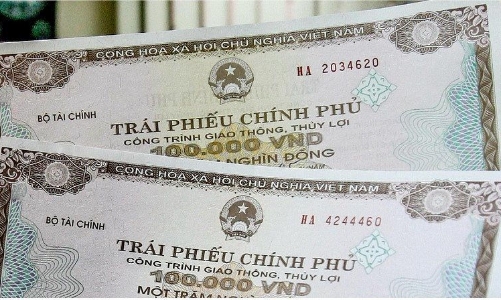 CỘNG HÒA XÃ HỘI CHỦ NGHĨA VIỆT NAM
HA 2034620
BỘ TÀI CHÍNH
TRÁI PHIẾU CHÍNH PHỦ
CÔNG TRÌNH GIAO THÔNG, THỦY LỢI
100.000 VND
NGHÌN ĐỒNG
CỘNG HÒA XÃ HỘI CHỦ NGHĨA VIỆT NAM
HA 4244460
BỘ TÀI CHÍNH
TRÁI PHIẾU CHÍNH PHỦ
CÔNG TRÌNH GIAO THÔNG, THỦY LỢI
100.000 VND
MỘT TRĂM NGHÌN